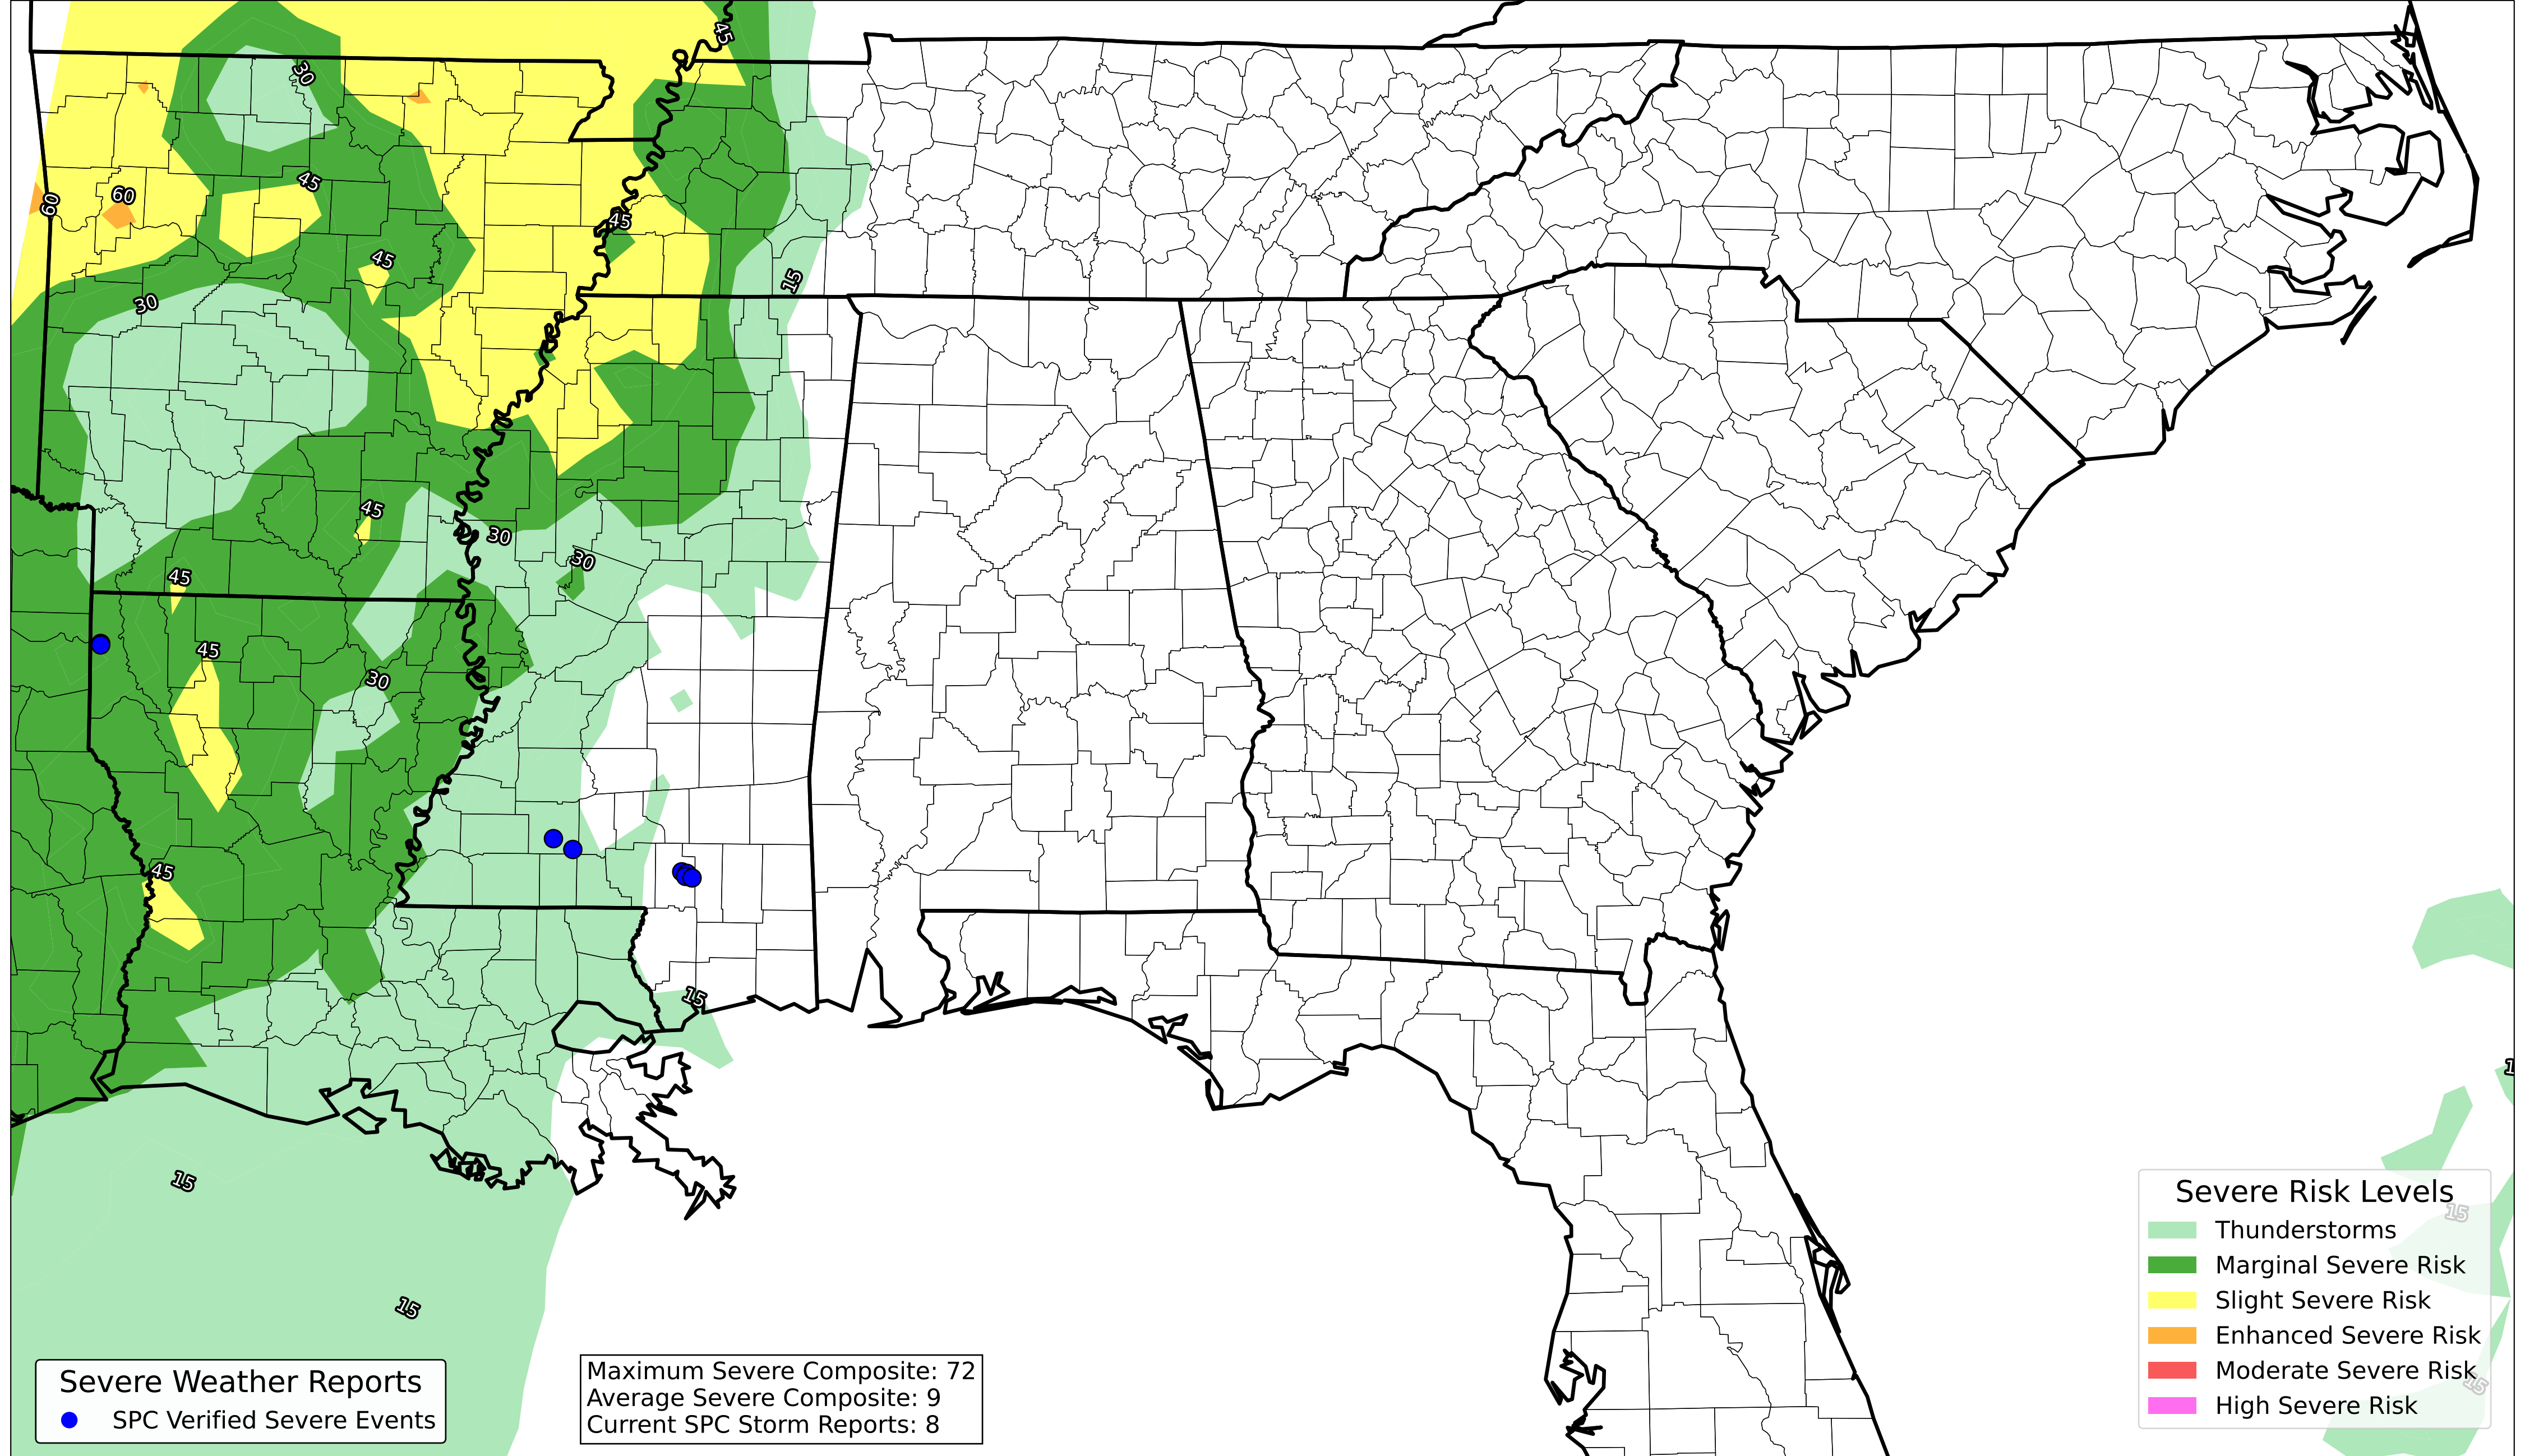 45
30
45
60
60
45
45
15
30
45
30
30
45
45
30
45
15
1
15
15
15
15
Severe Risk Levels
Thunderstorms
Marginal Severe Risk
Slight Severe Risk
Enhanced Severe Risk
Moderate Severe Risk
High Severe Risk
Severe Weather Reports
SPC Verified Severe Events
Maximum Severe Composite: 72
Average Severe Composite: 9
Current SPC Storm Reports: 8